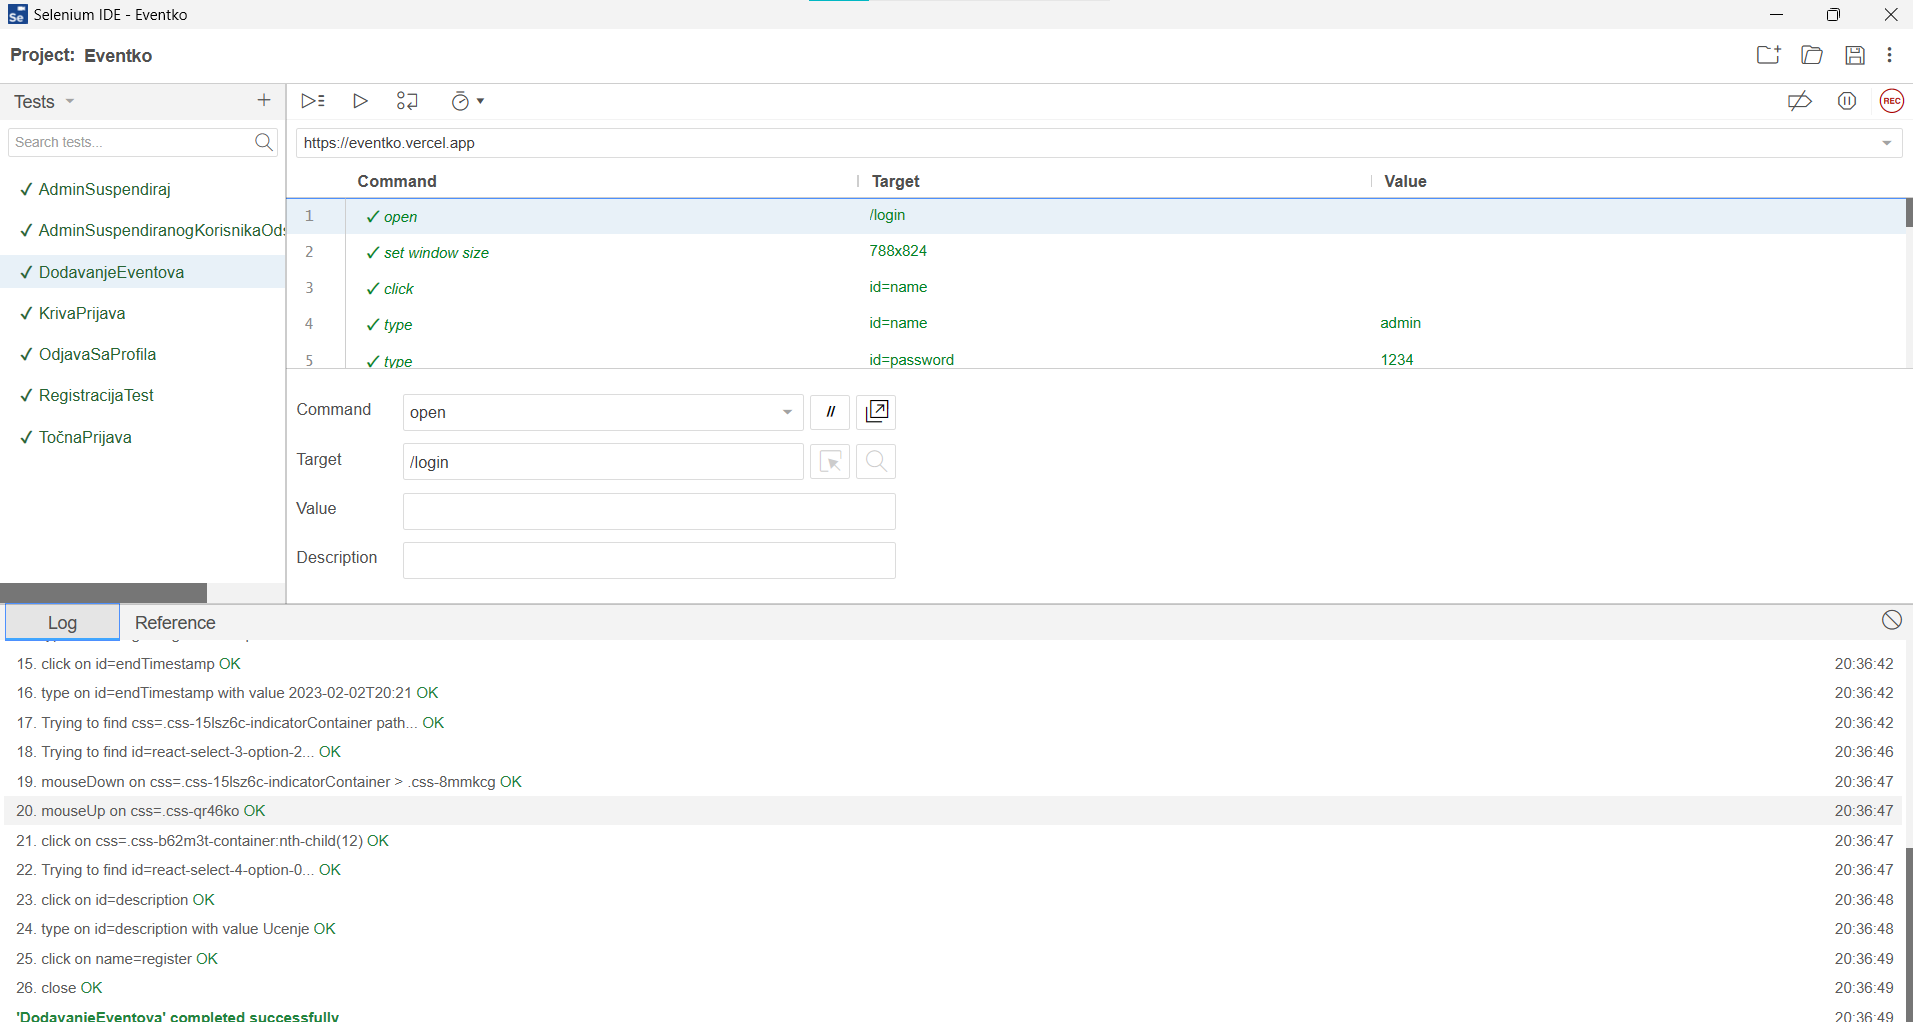 Selenium IDE - Eventko
Project: Eventko
Tests
Search tests...
AdminSuspendiraj
AdminSuspendiranogKorisnikaOd
DodavanjeEventova
KrivaPrijava
OdjavaSaProfila
RegistracijaTest
TočnaPrijava
REC
https://eventko.vercel.app
Command Target Value
1 open /login
2 set window size 788x824
3 click id=name
4 type id=name admin
5 type id=password 1234
Command open //
Target /login
Value
Description
Log Reference
15. click on id=endTimestamp OK 20:36:42
16. type on id=endTimestamp with value 2023-02-02T20:21 OK 20:36:42
17. Trying to find css=.css-15lsz6c-indicatorContainer path... OK 20:36:42
18. Trying to find id=react-select-3-option-2... OK 20:36:46
19. mouseDown on css=.css-15lsz6c-indicatorContainer > .css-8mmkcg OK 20:36:47
20. mouseUp on css=.css-qr46ko OK 20:36:47
21. click on css=.css-b62m3t-container:nth-child(12) OK 20:36:47
22. Trying to find id=react-select-4-option-0... OK 20:36:47
23. click on id=description OK 20:36:48
24. type on id=description with value Ucenje OK 20:36:48
25. click on name=register OK 20:36:49
26. close OK 20:36:49
'DodavanjeEventova' completed successfully 20:36:49